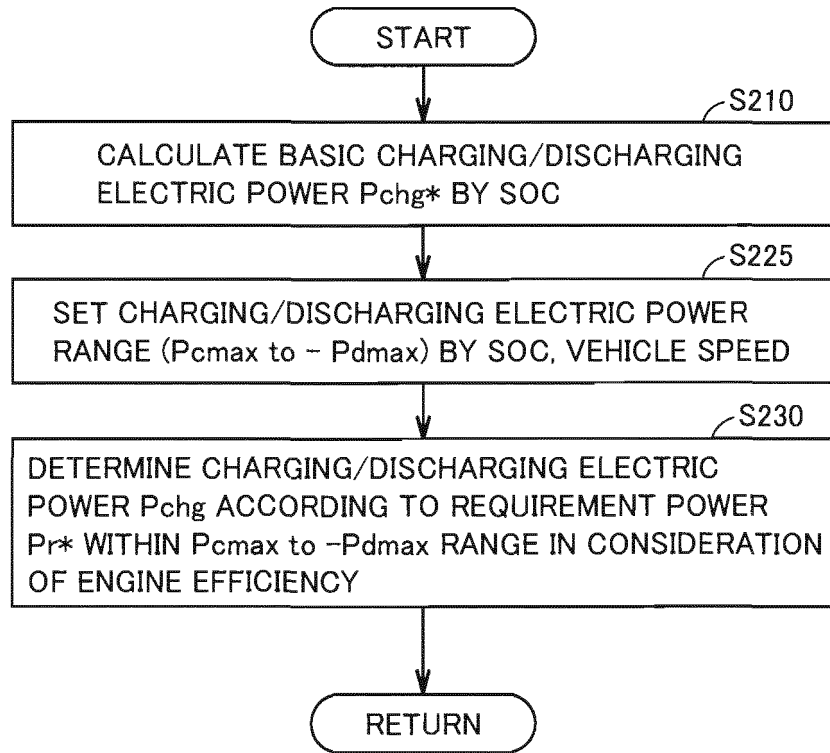 START
S210
CALCULATE BASIC CHARGING/DISCHARGING
ELECTRIC POWER Pchg* BY SOC
S225
SET CHARGING/DISCHARGING ELECTRIC POWER
RANGE (Pcmax to - Pdmax) BY SOC, VEHICLE SPEED
S230
DETERMINE CHARGING/DISCHARGING ELECTRIC
POWER Pchg ACCORDING TO REQUIREMENT POWER
Pr* WITHIN Pcmax to -Pdmax RANGE IN CONSIDERATION
OF ENGINE EFFICIENCY
RETURN